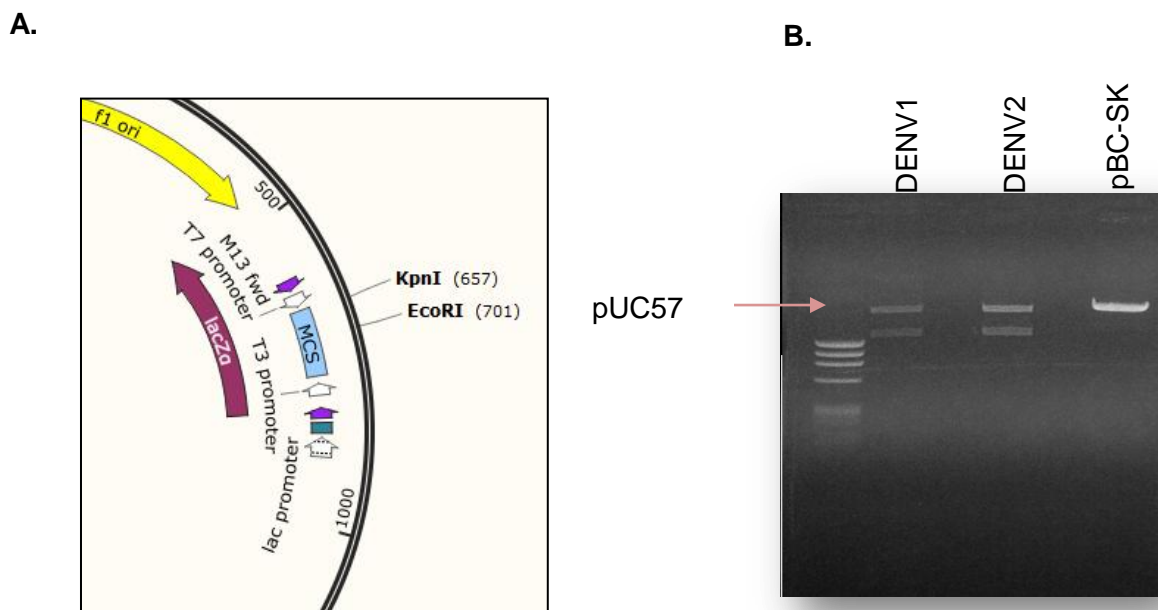 A.
f1 ori
500
M13 fwd
T7 promoter
KpnI (657)
EcoRI (701)
MCS
lacZα
T3 promoter
lac promoter
1000
B.
DENV1
DENV2
pBC-SK
pUC57